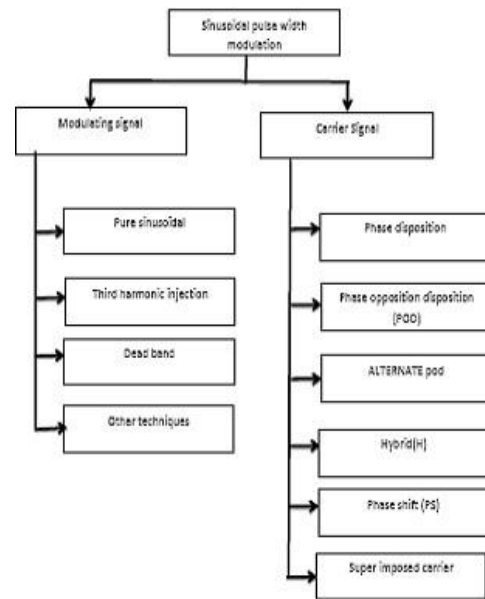 Sinusoidal pulse width
modulation
Modulating signal
Carrier Signal
Pure sinusoidal
Third harmonic injection
Dead band
Other techniques
Phase disposition
Phase opposition disposition
(POD)
ALTERNATE pod
Hybrid(H)
Phase shift (PS)
Super imposed carrier